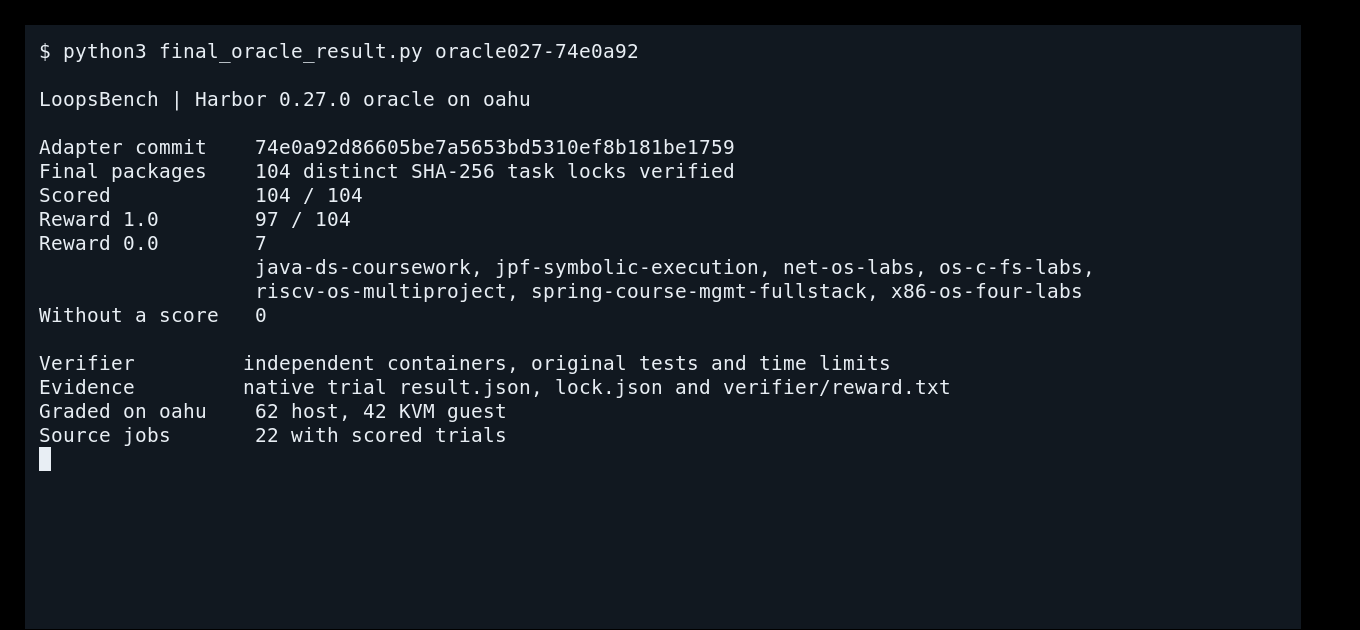 $ python3 final_oracle_result.py oracle027-74e0a92
LoopsBench | Harbor 0.27.0 oracle on oahu
Adapter commit 74e0a92d86605be7a5653bd5310ef8b181be1759
Final packages 104 distinct SHA-256 task locks verified
Scored 104 / 104
Reward 1.0 97 / 104
Reward 0.0 7
java-ds-coursework, jpf-symbolic-execution, net-os-labs, os-c-fs-labs,
riscv-os-multiproject, spring-course-mgmt-fullstack, x86-os-four-labs
Without a score 0
Verifier independent containers, original tests and time limits
Evidence native trial result.json, lock.json and verifier/reward.txt
Graded on oahu 62 host, 42 KVM guest
Source jobs 22 with scored trials